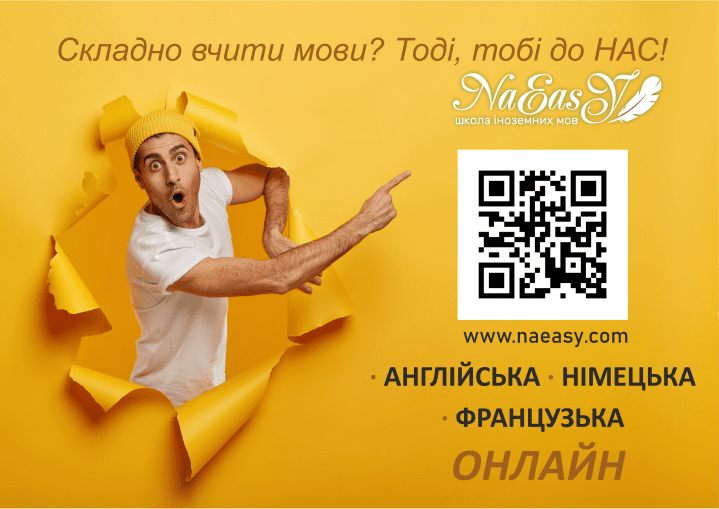 Складно вчити мови? Тоді, тобі до НАС!
NaEasy
школа іноземних мов
www.naeasy.com
· АНГЛІЙСЬКА · НІМЕЦЬКА
· ФРАНЦУЗЬКА
ОНЛАЙН